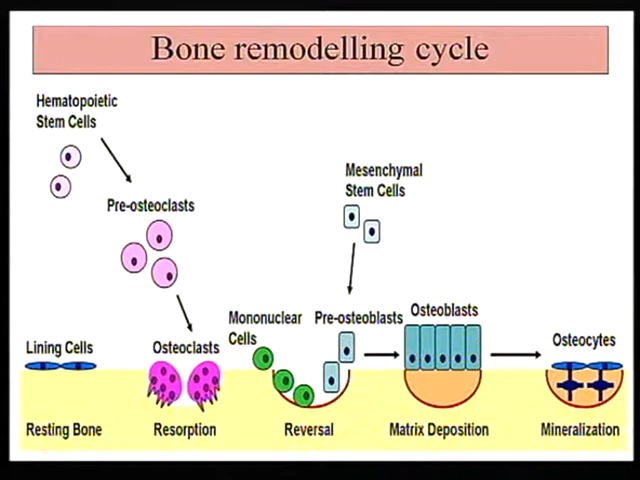 Bone remodelling cycle
Hematopoietic
Stem Cells
Mesenchymal
Stem Cells
Pre-osteoclasts
Mononuclear
Cells
Pre-osteoblasts
Osteoblasts
Lining Cells
Osteoclasts
Osteocytes
Resting Bone
Resorption
Reversal
Matrix Deposition
Mineralization